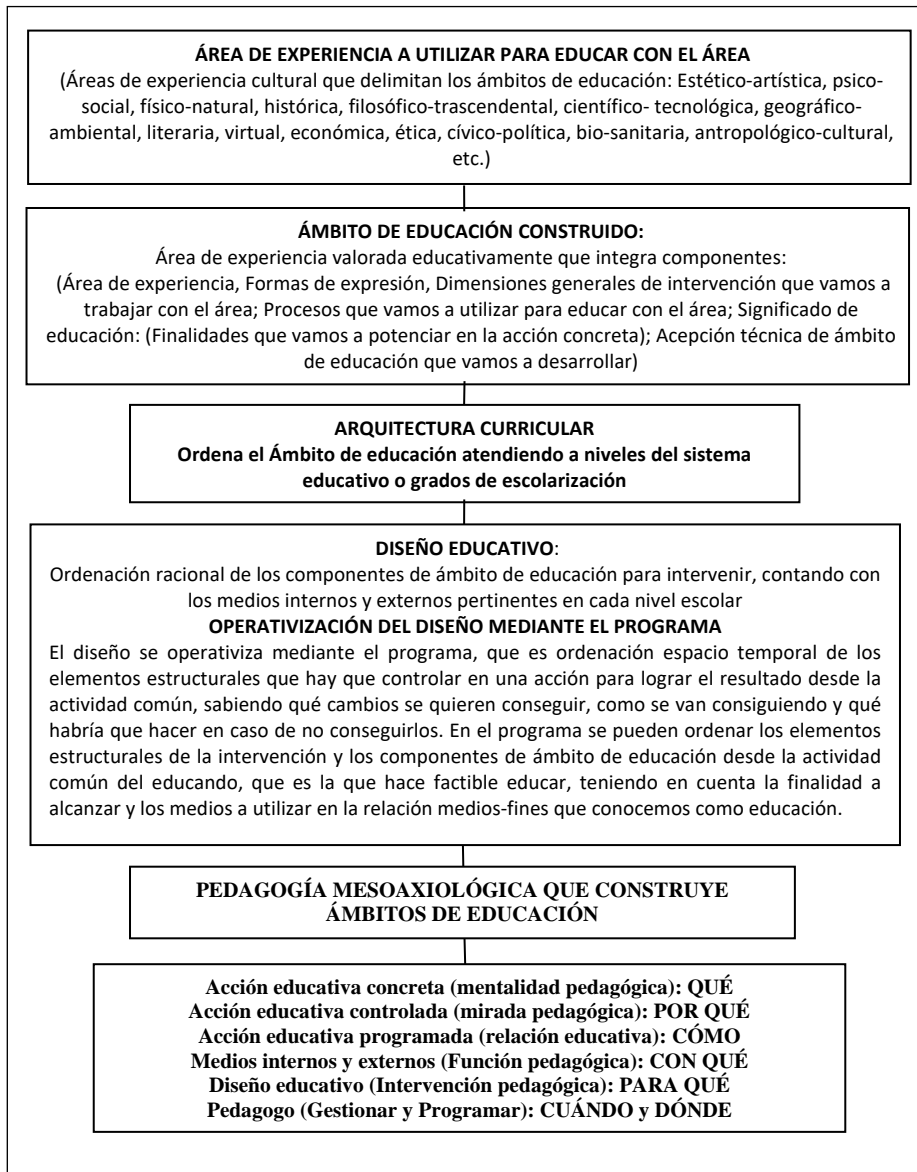 ÁREA DE EXPERIENCIA A UTILIZAR PARA EDUCAR CON EL ÁREA
(Áreas de experiencia cultural que delimitan los ámbitos de educación: Estético-artística, psico-
social, físico-natural, histórica, filosófico-trascendental, científico- tecnológica, geográfico-
ambiental, literaria, virtual, económica, ética, cívico-política, bio-sanitaria, antropológico-cultural,
etc.)
ÁMBITO DE EDUCACIÓN CONSTRUIDO:
Área de experiencia valorada educativamente que integra componentes:
(Área de experiencia, Formas de expresión, Dimensiones generales de intervención que vamos a
trabajar con el área; Procesos que vamos a utilizar para educar con el área; Significado de
educación: (Finalidades que vamos a potenciar en la acción concreta); Acepción técnica de ámbito
de educación que vamos a desarrollar)
ARQUITECTURA CURRICULAR
Ordena el Ámbito de educación atendiendo a niveles del sistema
educativo o grados de escolarización
DISEÑO EDUCATIVO:
Ordenación racional de los componentes de ámbito de educación para intervenir, contando con
los medios internos y externos pertinentes en cada nivel escolar
OPERATIVIZACIÓN DEL DISEÑO MEDIANTE EL PROGRAMA
El diseño se operativiza mediante el programa, que es ordenación espacio temporal de los
elementos estructurales que hay que controlar en una acción para lograr el resultado desde la
actividad común, sabiendo qué cambios se quieren conseguir, como se van consiguiendo y qué
habría que hacer en caso de no conseguirlos. En el programa se pueden ordenar los elementos
estructurales de la intervención y los componentes de ámbito de educación desde la actividad
común del educando, que es la que hace factible educar, teniendo en cuenta la finalidad a
alcanzar y los medios a utilizar en la relación medios-fines que conocemos como educación.
PEDAGOGÍA MESOAXIOLÓGICA QUE CONSTRUYE
ÁMBITOS DE EDUCACIÓN
Acción educativa concreta (mentalidad pedagógica): QUÉ
Acción educativa controlada (mirada pedagógica): POR QUÉ
Acción educativa programada (relación educativa): CÓMO
Medios internos y externos (Función pedagógica): CON QUÉ
Diseño educativo (Intervención pedagógica): PARA QUÉ
Pedagogo (Gestionar y Programar): CUÁNDO y DÓNDE